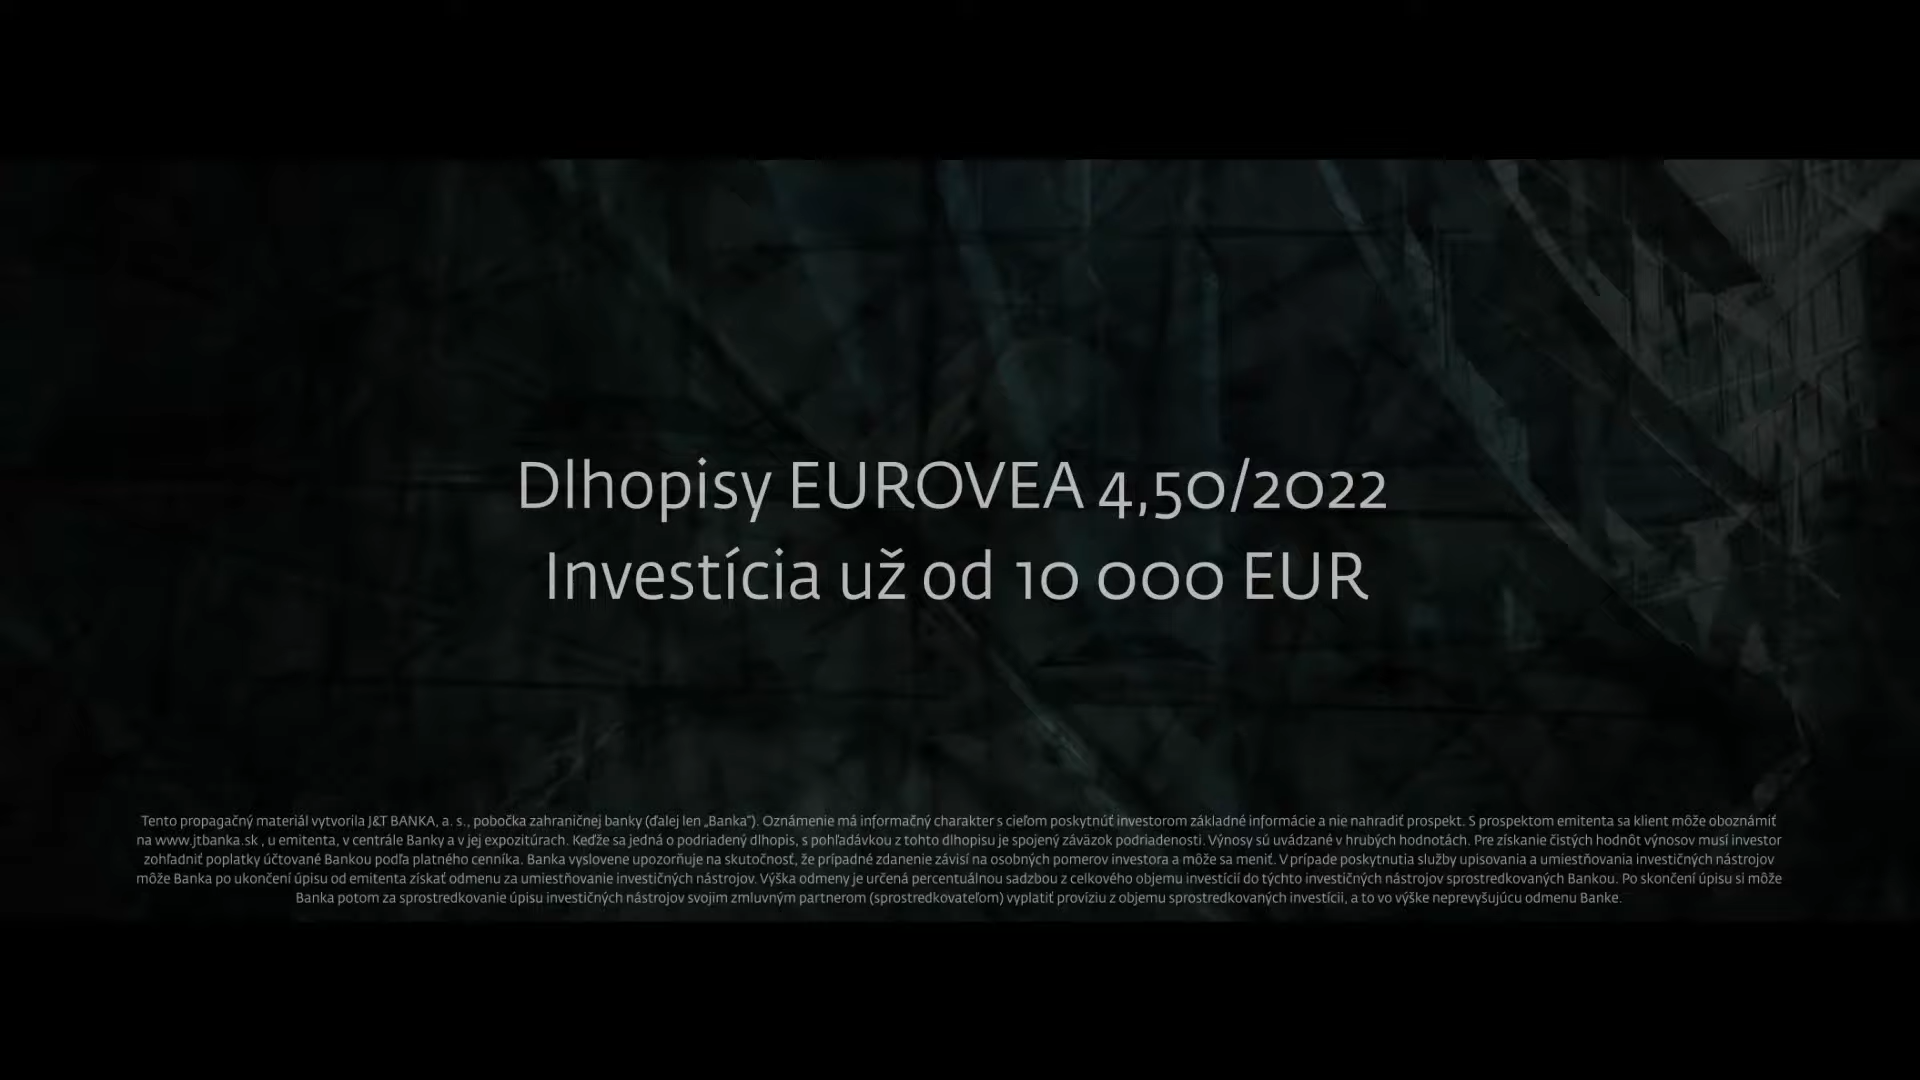 Dlhopisy EUROVEA 4,50/2022
Investícia už od 10 000 EUR
Tento propagačný materiál vytvorila J&T BANKA, a. s., pobočka zahraničnej banky (ďalej len „Banka“). Oznámenie má informačný charakter s cieľom poskytnúť investorom základné informácie a nie nahradiť prospekt. S prospektom emitenta sa klient môže oboznámiť
na www.jtbanka.sk , u emitenta, v centrále Banky a v jej expozitúrach. Keďže sa jedná o podriadený dlhopis, s pohľadávkou z tohto dlhopisu je spojený záväzok podriadenosti. Výnosy sú uvádzané v hrubých hodnotách. Pre získanie čistých hodnôt výnosov musí investor
zohľadniť poplatky účtované Bankou podľa platného cenníka. Banka vyslovene upozorňuje na skutočnosť, že prípadné zdanenie závisí na osobných pomerov investora a môže sa meniť. V prípade poskytnutia služby upisovania a umiestňovania investičných nástrojov
môže Banka po ukončení úpisu od emitenta získať odmenu za umiestňovanie investičných nástrojov. Výška odmeny je určená percentuálnou sadzbou z celkového objemu investícií do týchto investičných nástrojov sprostredkovaných Bankou. Po skončení úpisu si môže
Banka potom za sprostredkovanie úpisu investičných nástrojov svojim zmluvným partnerom (sprostredkovateľom) vyplatiť províziu z objemu sprostredkovaných investícii, a to vo výške neprevyšujúcu odmenu Banke.